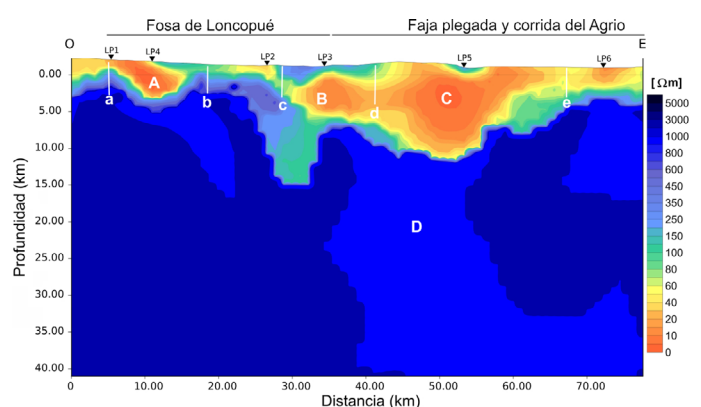 Fosa de Loncopué
Faja plegada y corrida del Agrio
O
E
LP1
LP4
LP2
LP3
LP5
LP6
[Ωm]
0.00
5.00
10.00
15.00
20.00
25.00
30.00
35.00
40.00
Profundidad (km)
A
B
C
D
a
b
c
d
e
5000
3000
1000
800
600
450
350
250
150
100
80
60
40
20
10
0
0
10.00
20.00
30.00
40.00
50.00
60.00
70.00
Distancia (km)